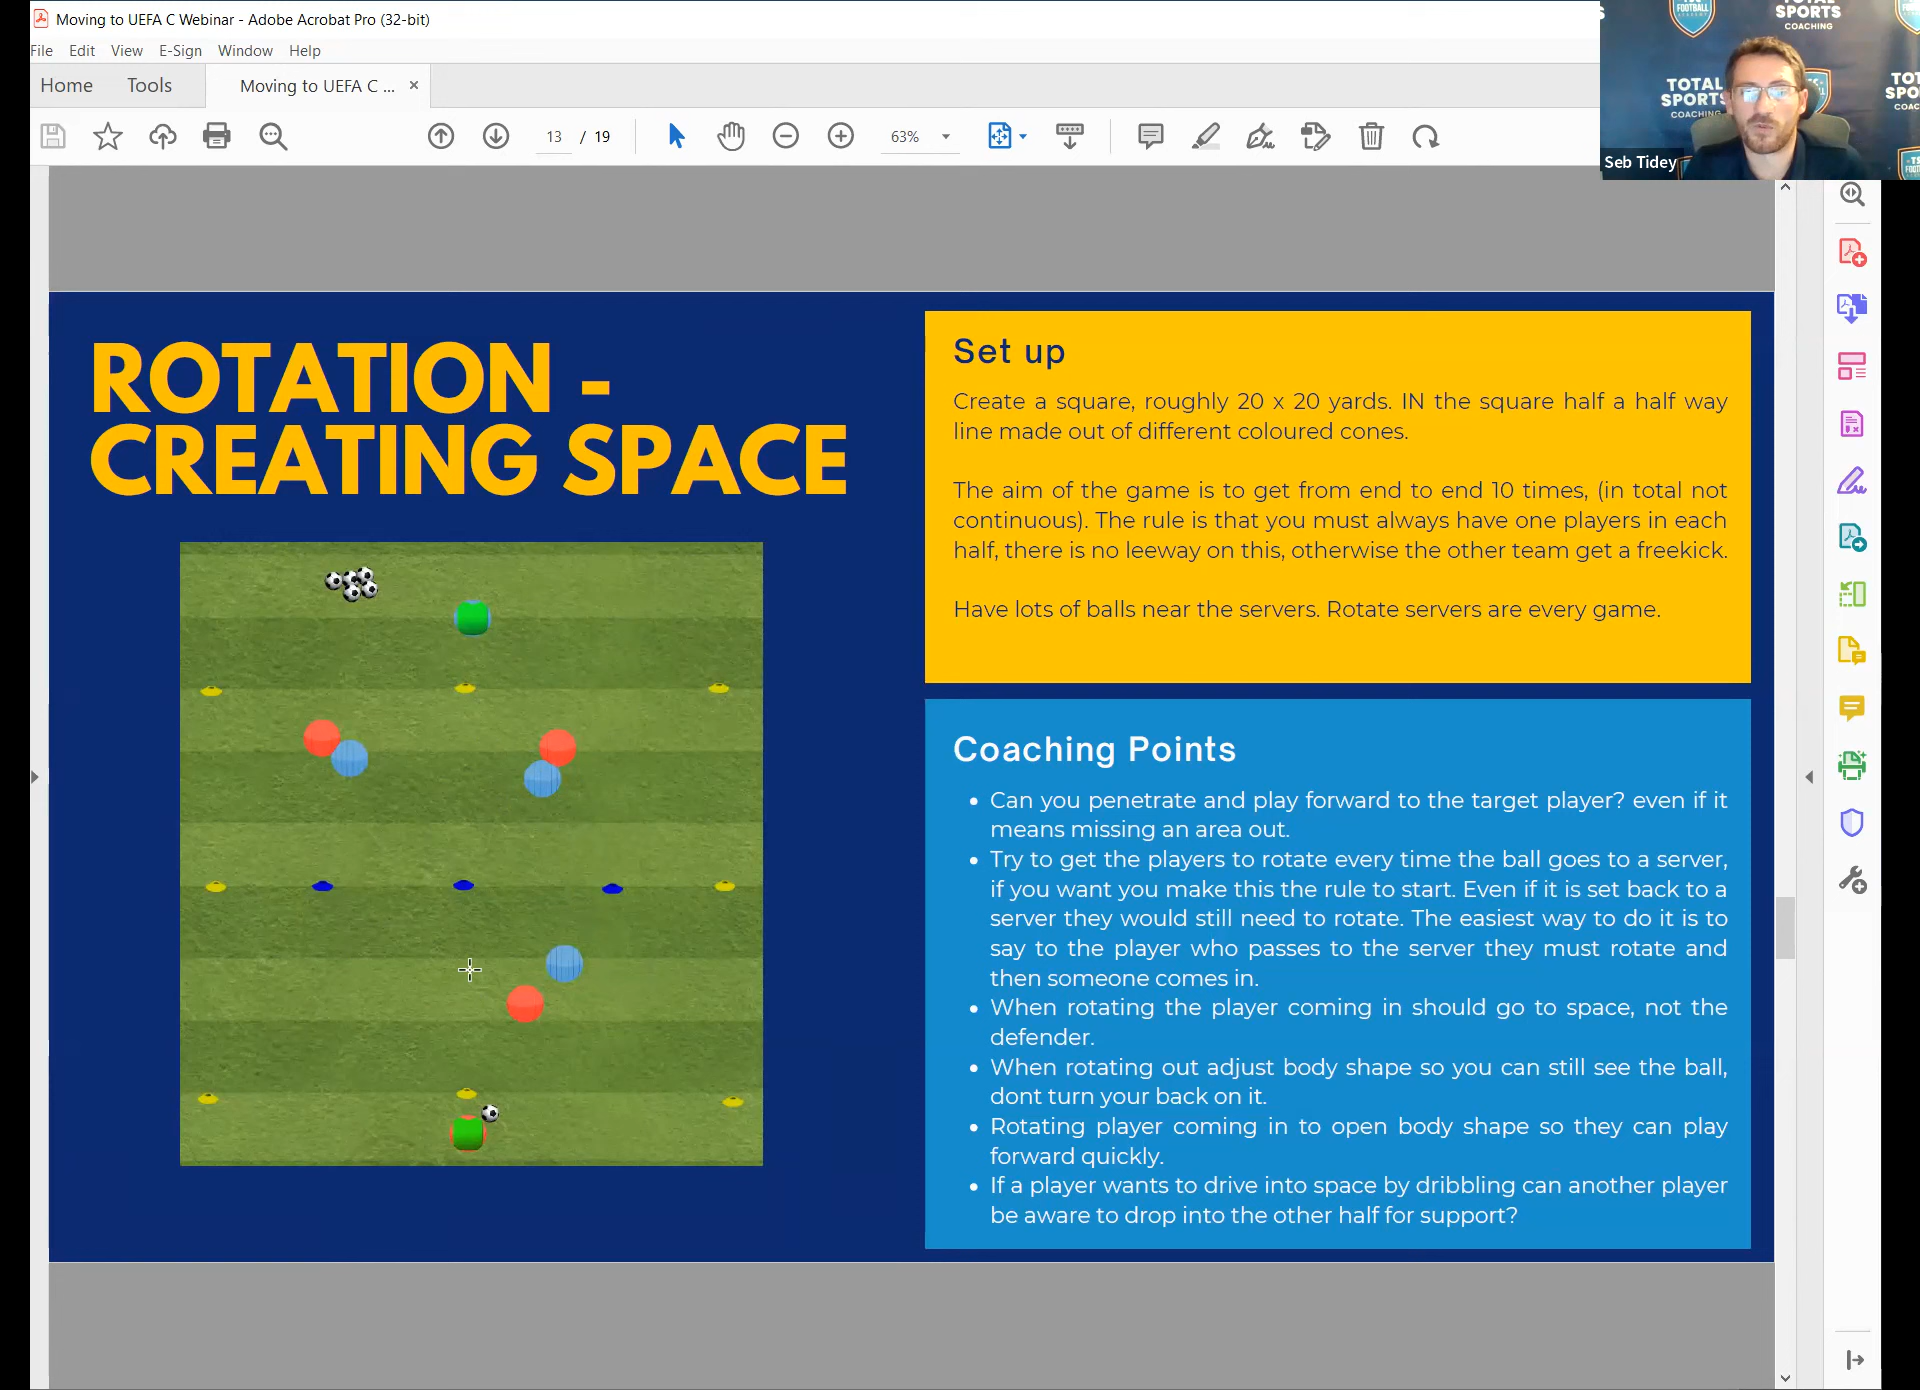 Moving to UEFA C Webinar - Adobe Acrobat Pro (32-bit)
File Edit View E-Sign Window Help
Home Tools Moving to UEFA C ... ×
13 / 19 63%
TOTAL
SPORTS
COACHING
TOTAL
SPORTS
COACHING
Seb Tidey
ROTATION -
CREATING SPACE
Set up
Create a square, roughly 20 x 20 yards. IN the square half a half way
line made out of different coloured cones.
The aim of the game is to get from end to end 10 times, (in total not
continuous). The rule is that you must always have one players in each
half, there is no leeway on this, otherwise the other team get a freekick.
Have lots of balls near the servers. Rotate servers are every game.
Coaching Points
• Can you penetrate and play forward to the target player? even if it
means missing an area out.
• Try to get the players to rotate every time the ball goes to a server,
if you want you make this the rule to start. Even if it is set back to a
server they would still need to rotate. The easiest way to do it is to
say to the player who passes to the server they must rotate and
then someone comes in.
• When rotating the player coming in should go to space, not the
defender.
• When rotating out adjust body shape so you can still see the ball,
dont turn your back on it.
• Rotating player coming in to open body shape so they can play
forward quickly.
• If a player wants to drive into space by dribbling can another player
be aware to drop into the other half for support?